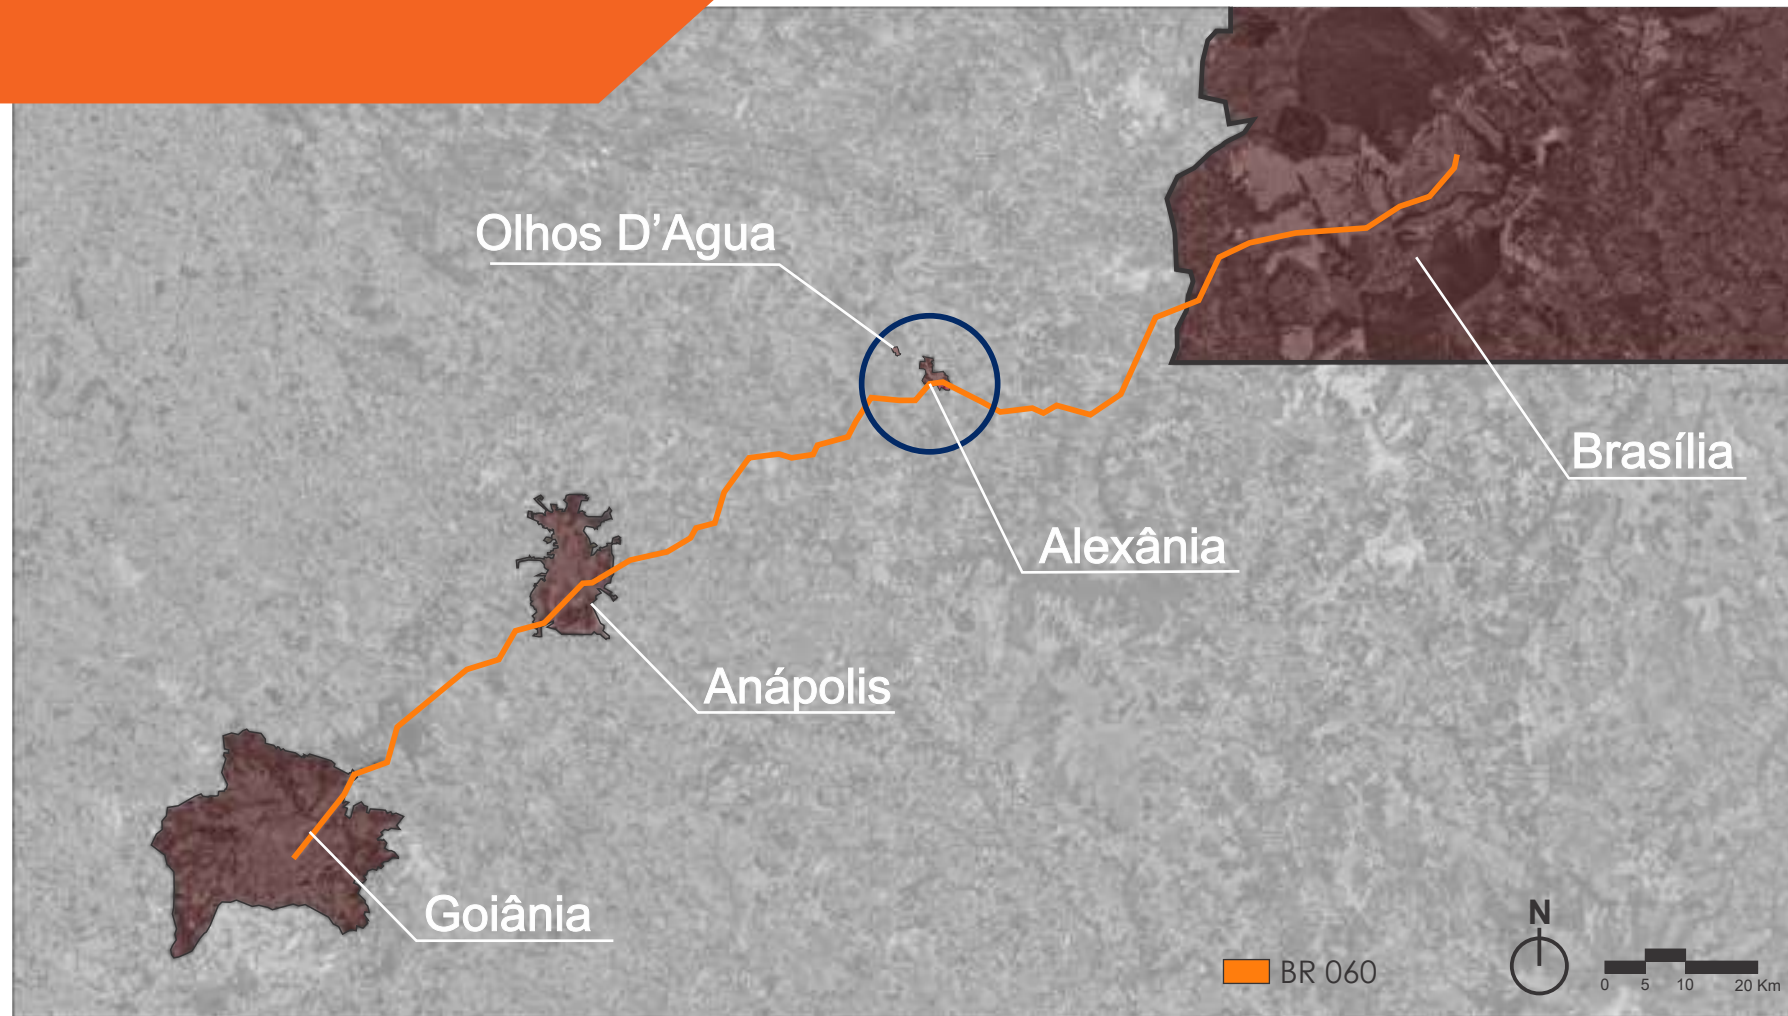 Olhos D’Agua
Brasília
Alexânia
Anápolis
Goiânia
BR 060
N
0 5 10 20 Km